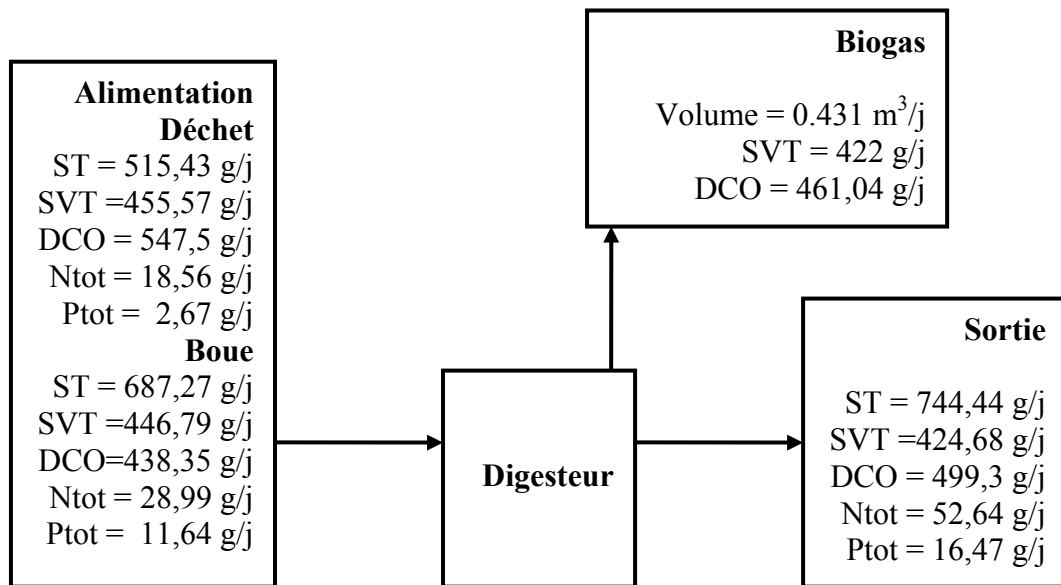 Alimentation
Déchet
ST = 515,43 g/j
SVT =455,57 g/j
DCO = 547,5 g/j
Ntot = 18,56 g/j
Ptot = 2,67 g/j
Boue
ST = 687,27 g/j
SVT =446,79 g/j
DCO=438,35 g/j
Ntot = 28,99 g/j
Ptot = 11,64 g/j
Digesteur
Biogas
Volume = 0.431 m³/j
SVT = 422 g/j
DCO = 461,04 g/j
Sortie
ST = 744,44 g/j
SVT =424,68 g/j
DCO = 499,3 g/j
Ntot = 52,64 g/j
Ptot = 16,47 g/j